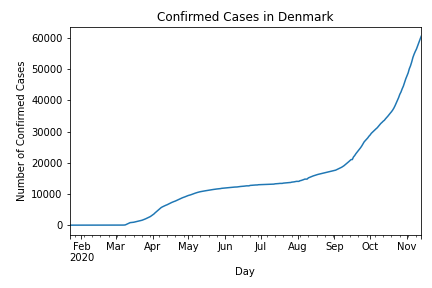 Confirmed Cases in Denmark
Number of Confirmed Cases
60000
50000
40000
30000
20000
10000
0
Feb Mar Apr May Jun Jul Aug Sep Oct Nov
2020
Day